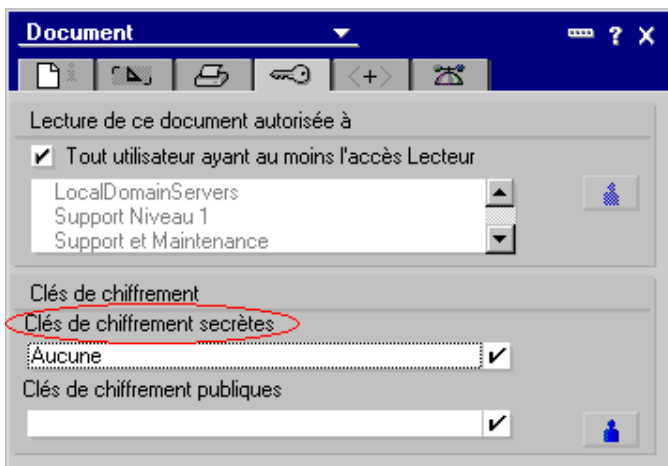 Document
?
X
<+>
Lecture de ce document autorisée à
Tout utilisateur ayant au moins l'accès Lecteur
LocalDomainServers
Support Niveau 1
Support et Maintenance
Clés de chiffrement
Clés de chiffrement secrètes
Aucune
Clés de chiffrement publiques